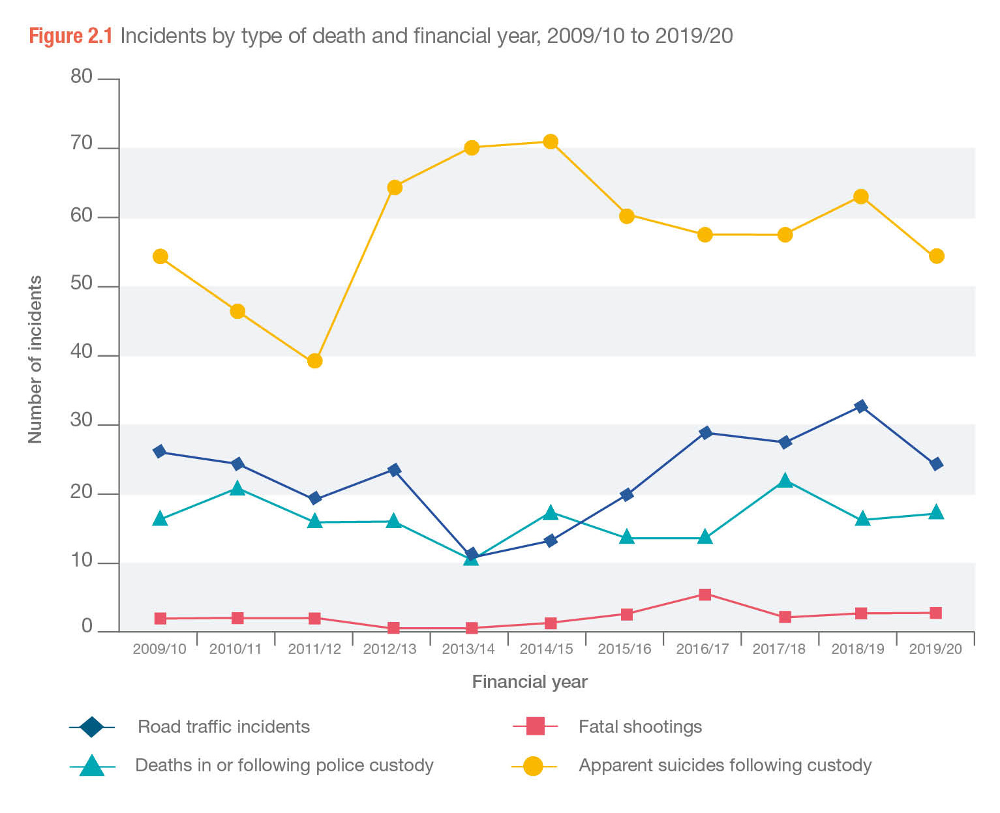 Figure 2.1 Incidents by type of death and financial year, 2009/10 to 2019/20
80
70
60
50
40
30
20
10
0
Number of incidents
2009/10 2010/11 2011/12 2012/13 2013/14 2014/15 2015/16 2016/17 2017/18 2018/19 2019/20
Financial year
Road traffic incidents
Fatal shootings
Deaths in or following police custody
Apparent suicides following custody